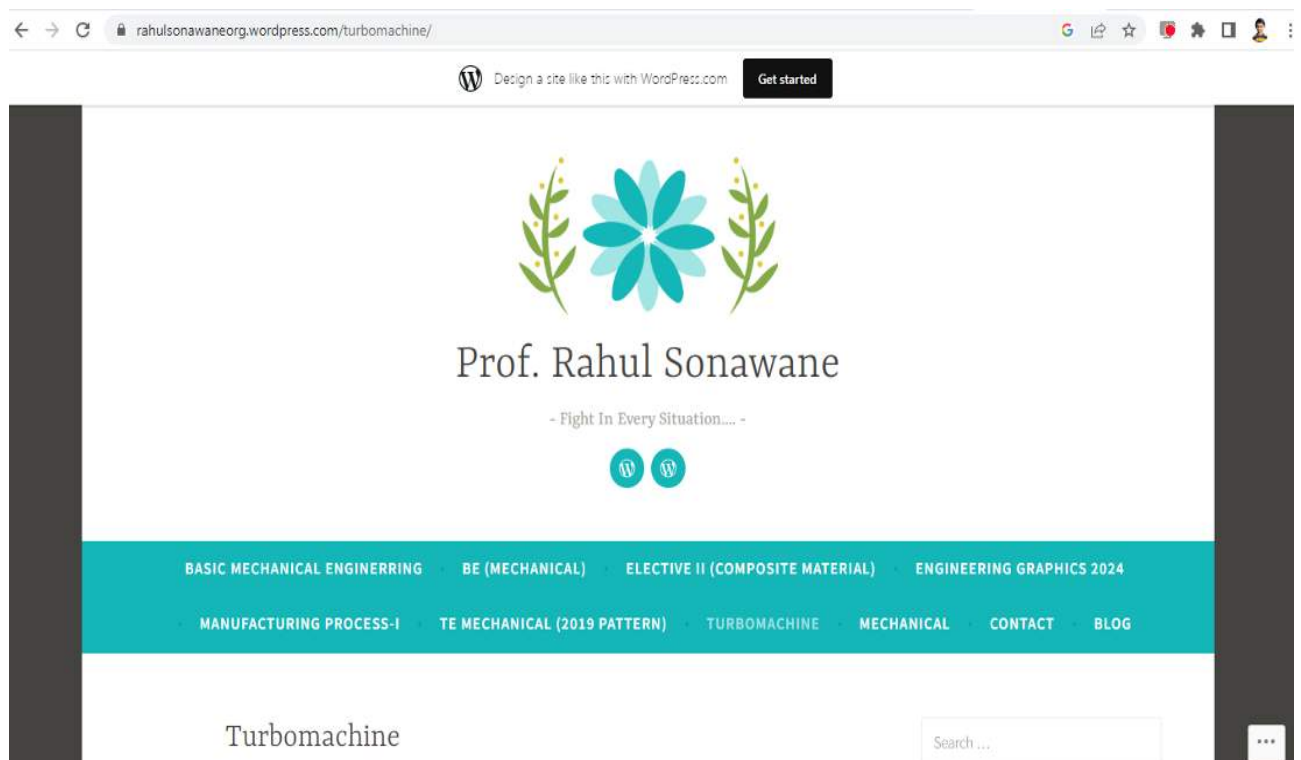 rahulsonawaneorg.wordpress.com/turbomachine/
Design a site like this with WordPress.com Get started
Prof. Rahul Sonawane
- Fight In Every Situation.... -
BASIC MECHANICAL ENGINERRING BE (MECHANICAL) ELECTIVE II (COMPOSITE MATERIAL) ENGINEERING GRAPHICS 2024
MANUFACTURING PROCESS-I TE MECHANICAL (2019 PATTERN) TURBOMACHINE MECHANICAL CONTACT BLOG
Turbomachine
Search ...